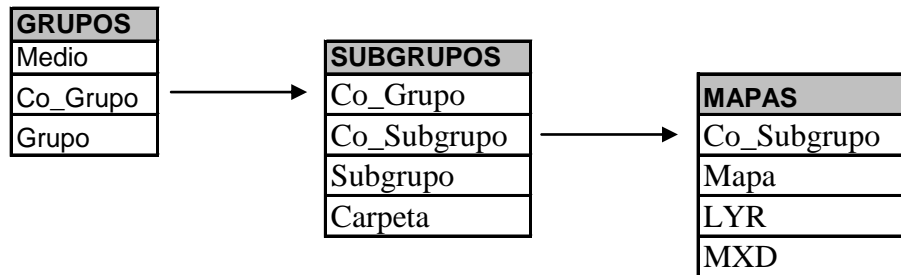 GRUPOS
Medio
Co_Grupo
Grupo
SUBGRUPOS
Co_Grupo
Co_Subgrupo
Subgrupo
Carpeta
MAPAS
Co_Subgrupo
Mapa
LYR
MXD